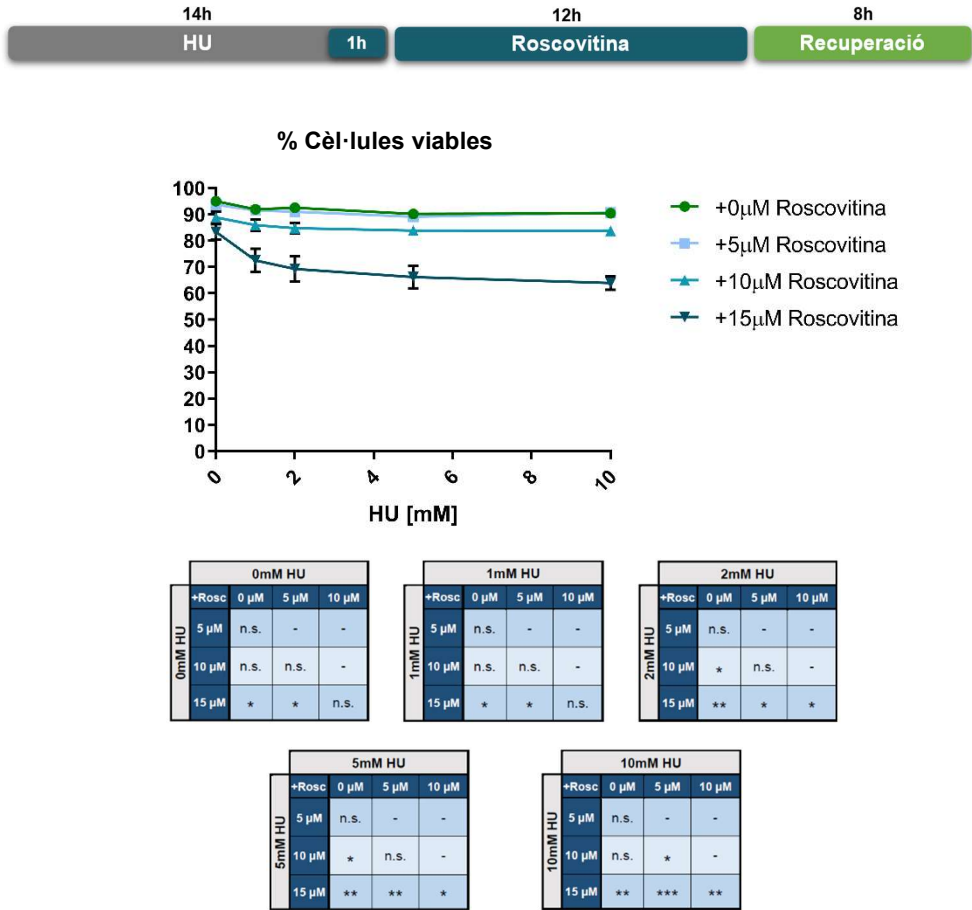 14h 12h 8h
HU 1h Roscovitina Recuperació
% Cèl·lules viables
100
90
80
70
60
50
40
30
20
10
0
0 2 4 6 8 10
HU [mM]
+0μM Roscovitina
+5μM Roscovitina
+10μM Roscovitina
+15μM Roscovitina
0mM HU
0mM HU
+Rosc 0 µM 5 µM 10 µM
5 µM n.s. - -
10 µM n.s. n.s. -
15 µM * * n.s.
1mM HU
1mM HU
+Rosc 0 µM 5 µM 10 µM
5 µM n.s. - -
10 µM n.s. n.s. -
15 µM * * n.s.
2mM HU
2mM HU
+Rosc 0 µM 5 µM 10 µM
5 µM n.s. - -
10 µM * n.s. -
15 µM ** * *
5mM HU
5mM HU
+Rosc 0 µM 5 µM 10 µM
5 µM n.s. - -
10 µM * n.s. -
15 µM ** ** *
10mM HU
10mM HU
+Rosc 0 µM 5 µM 10 µM
5 µM n.s. - -
10 µM n.s. * -
15 µM ** *** **